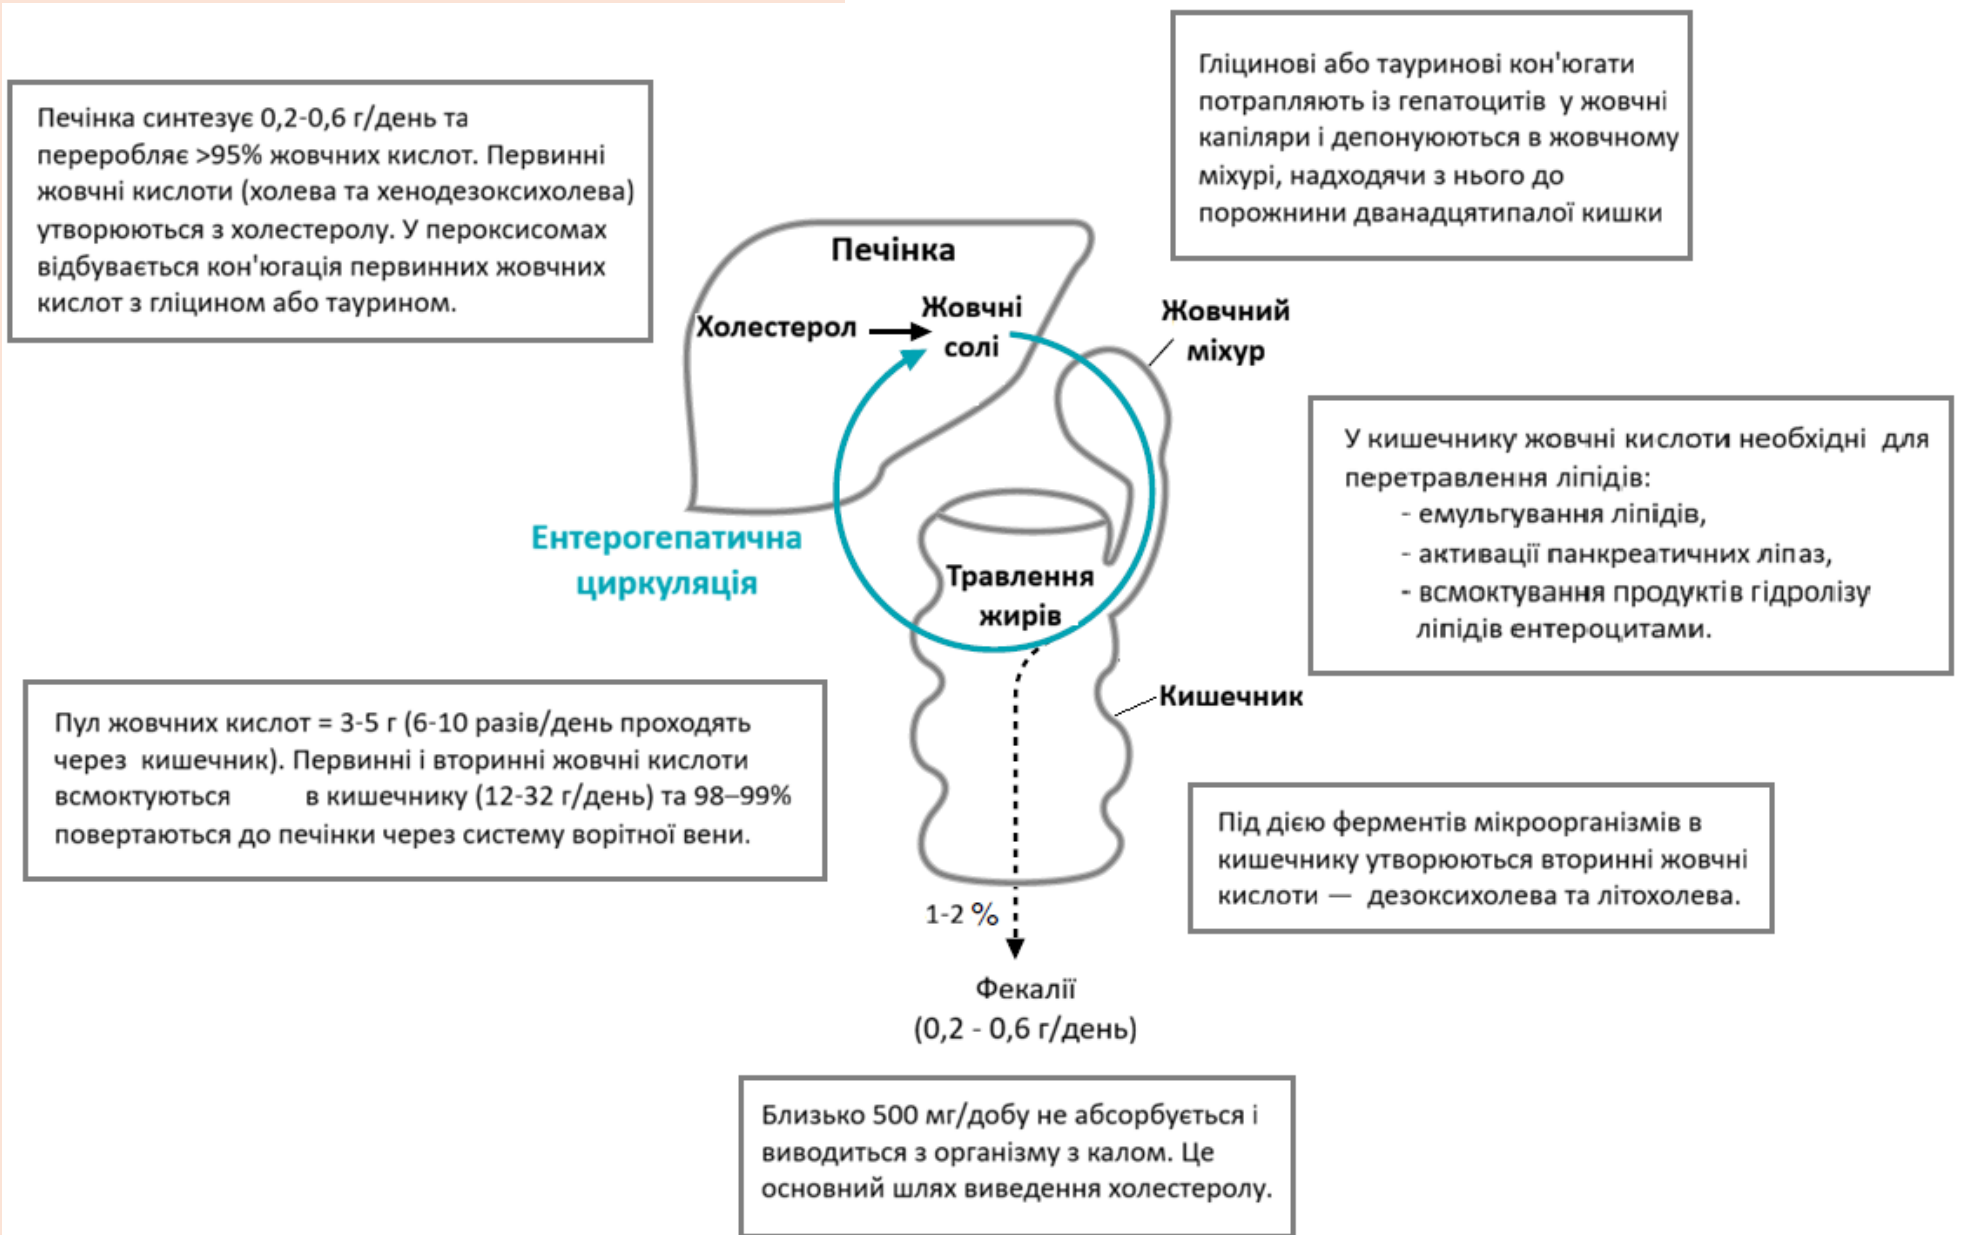 Печінка синтезує 0,2-0,6 г/день та
переробляє >95% жовчних кислот. Первинні
жовчні кислоти (холева та хенодезоксихолева)
утворюються з холестеролу. У пероксисомах
відбувається кон'югація первинних жовчних
кислот з гліцином або таурином.
Гліцинові або тауринові кон'югати
потрапляють із гепатоцитів у жовчні
капіляри і депонуюються в жовчному
міхурі, надходячи з нього до
порожнини дванадцятипалої кишки
Печінка
Холестерол
Жовчні
солі
Жовчний
міхур
У кишечнику жовчні кислоти необхідні для
перетравлення ліпідів:
- емульгування ліпідів,
- активації панкреатичних ліпаз,
- всмоктування продуктів гідролізу
ліпідів ентероцитами.
Ентерогепатична
циркуляція
Травлення
жирів
Кишечник
Пул жовчних кислот = 3-5 г (6-10 разів/день проходять
через кишечник). Первинні і вторинні жовчні кислоти
всмоктуються в кишечнику (12-32 г/день) та 98–99%
повертаються до печінки через систему ворітної вени.
Під дією ферментів мікроорганізмів в
кишечнику утворюються вторинні жовчні
кислоти — дезоксихолева та літохолева.
1-2 %
Фекалії
(0,2 - 0,6 г/день)
Близько 500 мг/добу не абсорбується і
виводиться з організму з калом. Це
основний шлях виведення холестеролу.